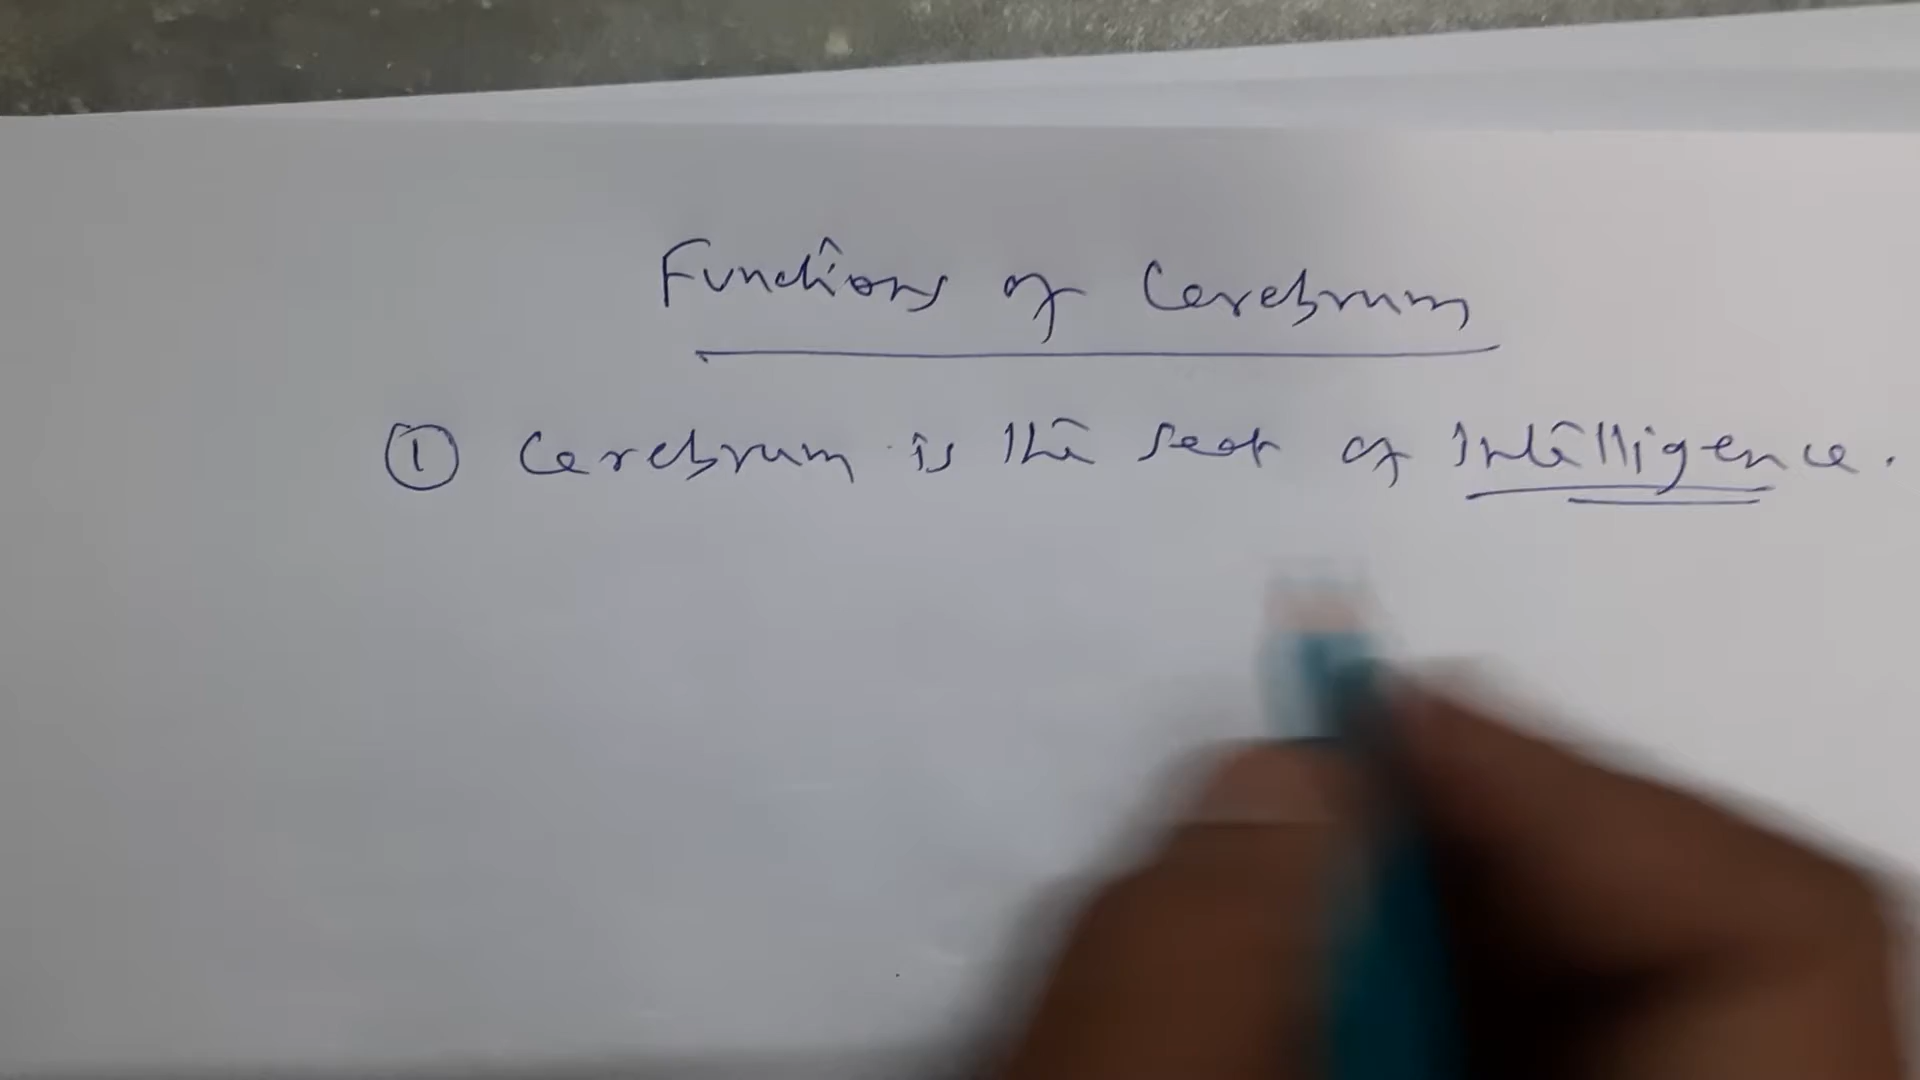 Functions of Cerebrum
① Cerebrum is the seat of Intelligence.